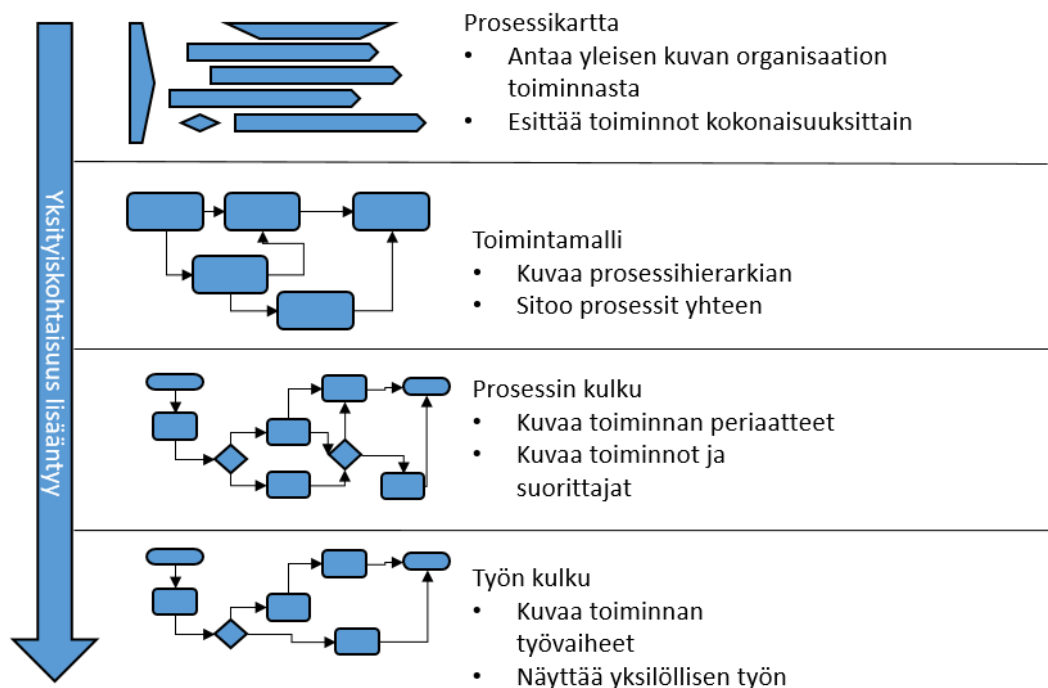 Yksityiskohtaisuus lisääntyy
Prosessikartta
• Antaa yleisen kuvan organisaation
toiminnasta
• Esittää toiminnot kokonaisuuksittain
Toimintamalli
• Kuvaa prosessihierarkian
• Sitoo prosessit yhteen
Prosessin kulku
• Kuvaa toiminnan periaatteet
• Kuvaa toiminnot ja
suorittajat
Työn kulku
• Kuvaa toiminnan
työvaiheet
• Näyttää yksilöllisen työn